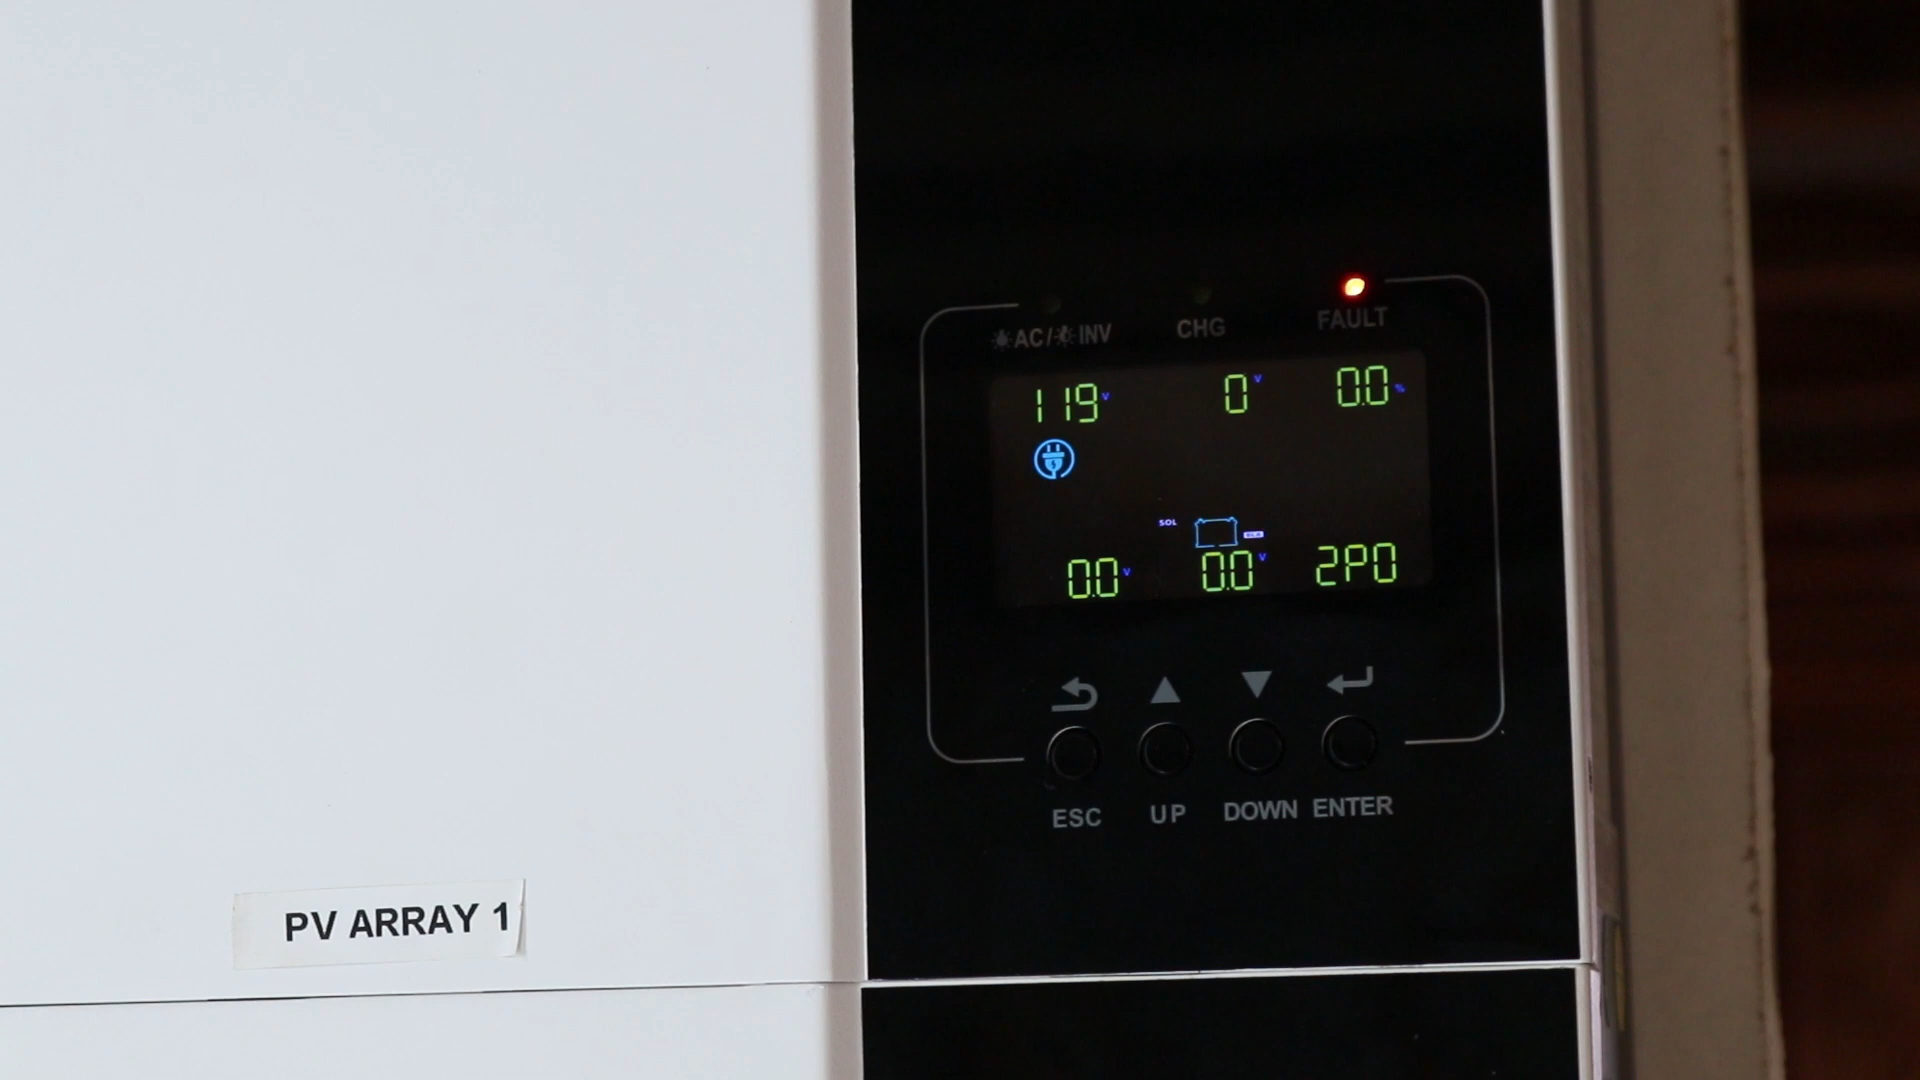 AC/ INV CHG FAULT
119 V 0 V 0.0 %
SOL
0.0 V 0.0 V 2P0
ESC UP DOWN ENTER
PV ARRAY 1